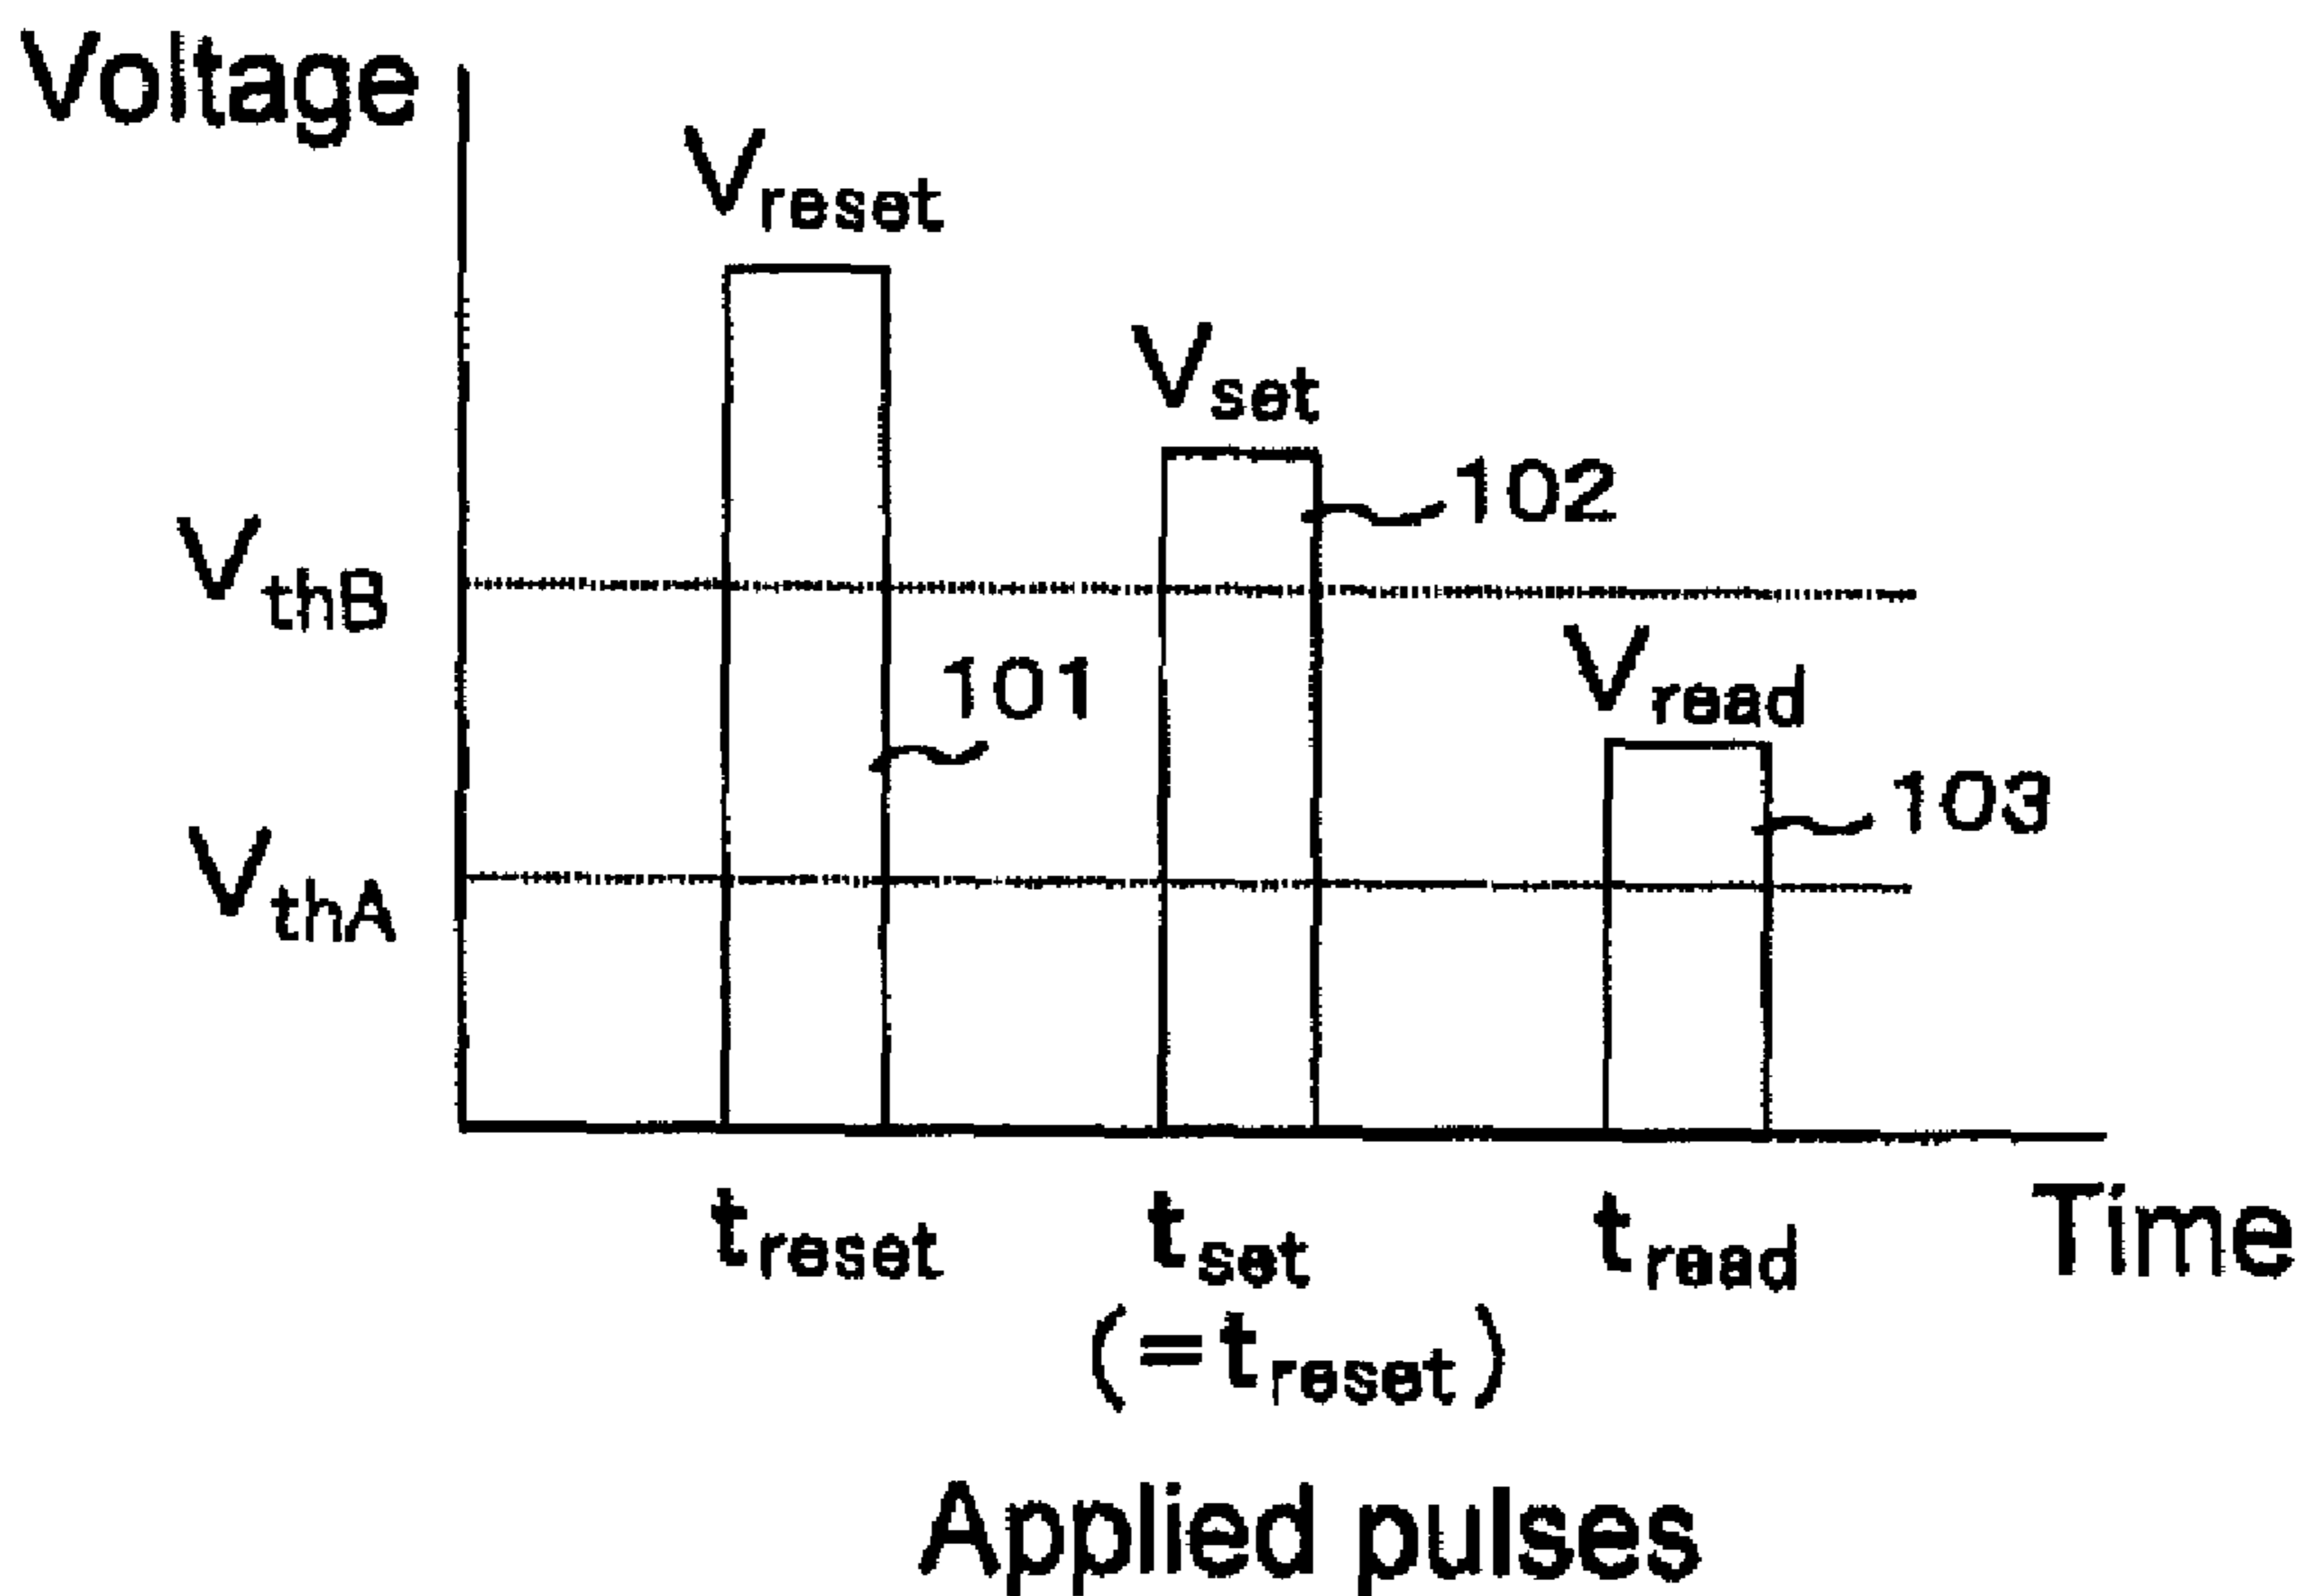 Voltage
Vreset
Vset
102
VthB
101
Vread
103
VthA
treset
tset
tread
Time
(=treset)
Applied pulses